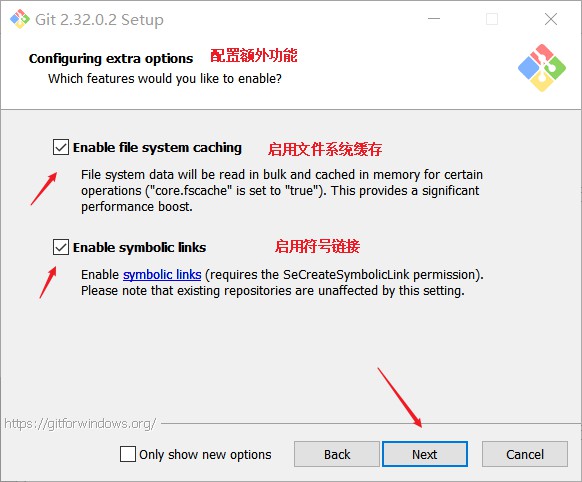 Git 2.32.0.2 Setup
Configuring extra options 配置额外功能
Which features would you like to enable?
Enable file system caching 启用文件系统缓存
File system data will be read in bulk and cached in memory for certain
operations ("core.fscache" is set to "true"). This provides a significant
performance boost.
Enable symbolic links 启用符号链接
Enable symbolic links (requires the SeCreateSymbolicLink permission).
Please note that existing repositories are unaffected by this setting.
https://gitforwindows.org/
Only show new options Back Next Cancel